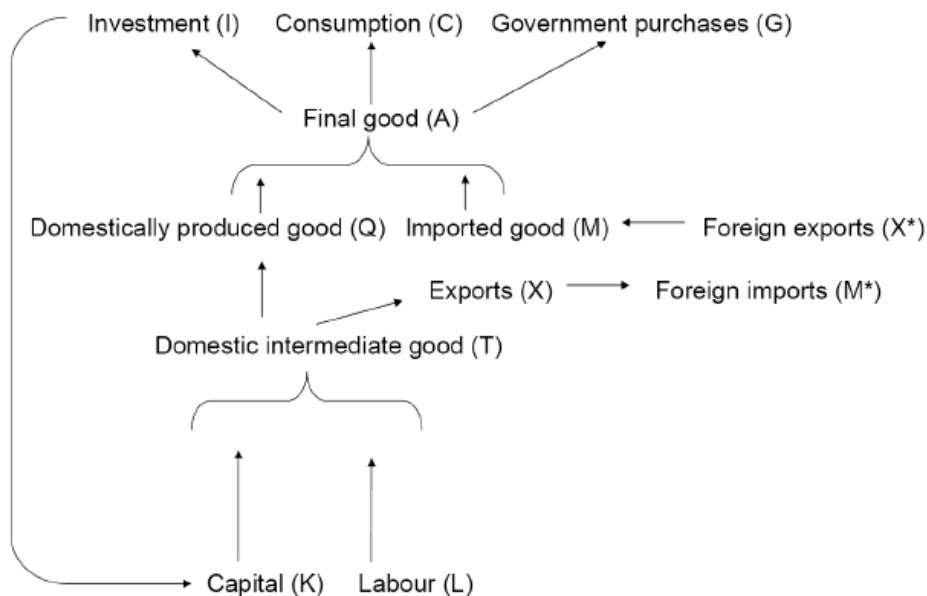 Investment (I) Consumption (C) Government purchases (G)
Final good (A)
Domestically produced good (Q) Imported good (M) Foreign exports (X*)
Exports (X) Foreign imports (M*)
Domestic intermediate good (T)
Capital (K) Labour (L)